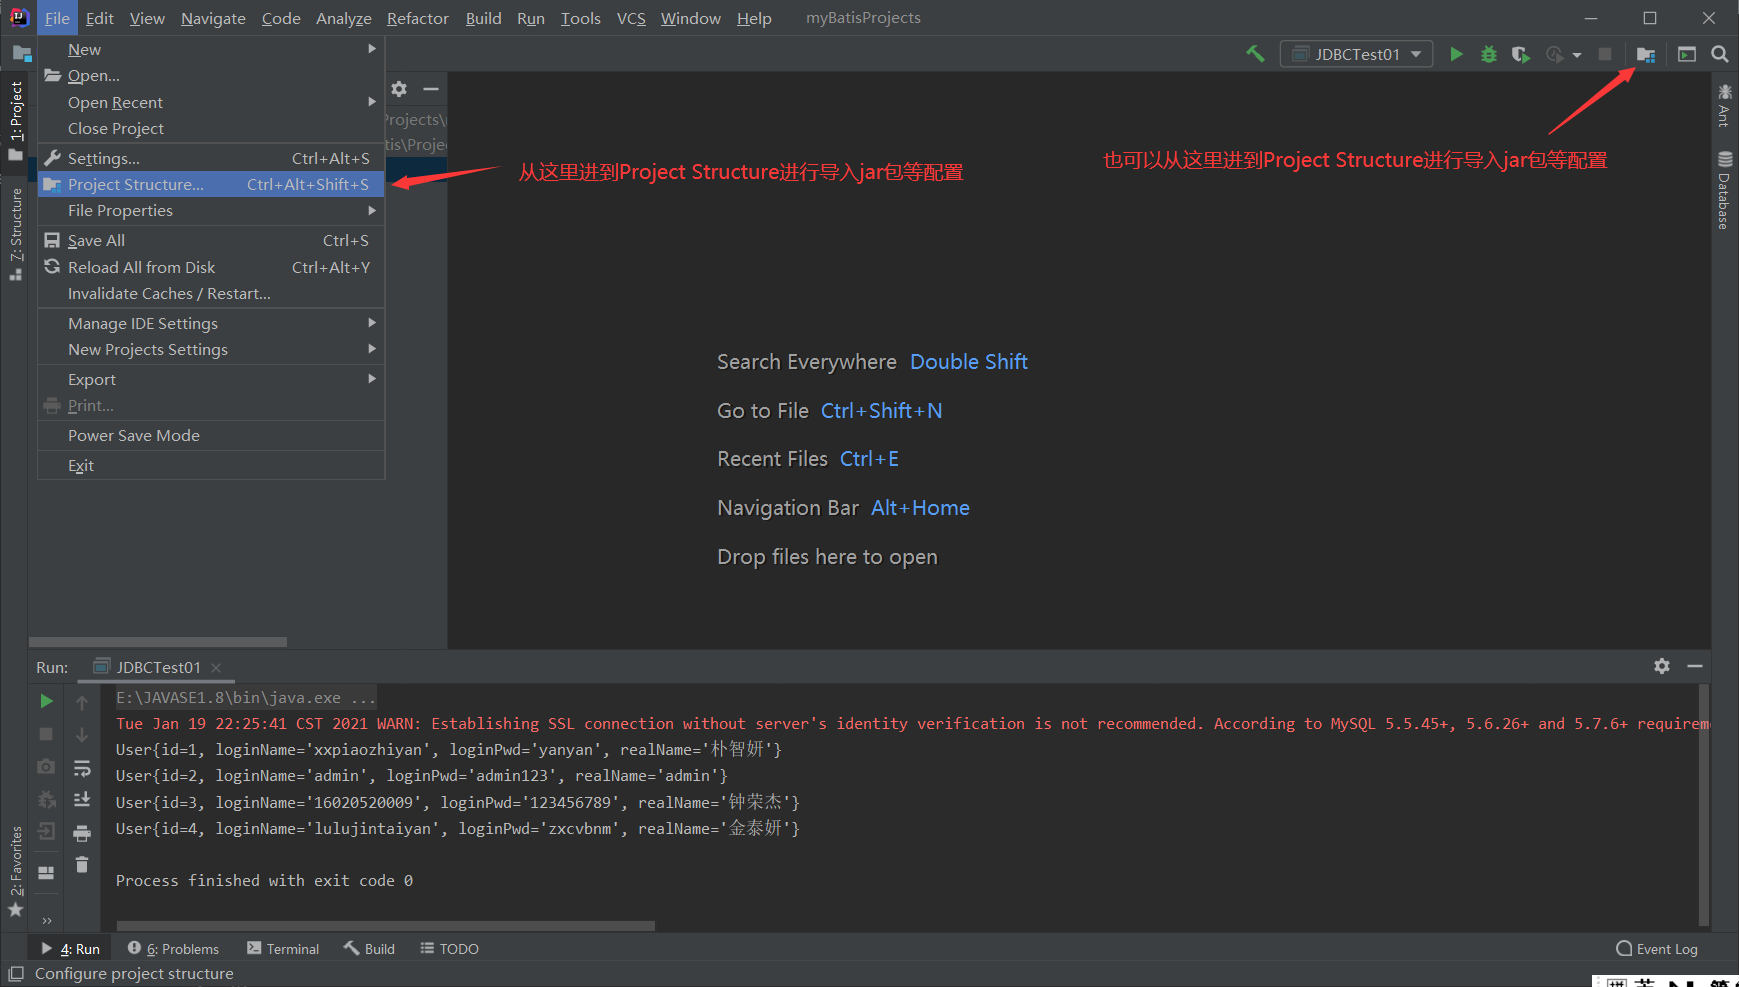 File Edit View Navigate Code Analyze Refactor Build Run Tools VCS Window Help myBatisProjects
JDBCTest01
New
Open...
Open Recent
Close Project
Settings... Ctrl+Alt+S
Project Structure... Ctrl+Alt+Shift+S
File Properties
Save All Ctrl+S
Reload All from Disk Ctrl+Alt+Y
Invalidate Caches / Restart...
Manage IDE Settings
New Projects Settings
Export
Print...
Power Save Mode
Exit
1: Project
7: Structure
2: Favorites
Projects\
tis\Proje
从这里进到Project Structure进行导入jar包等配置
也可以从这里进到Project Structure进行导入jar包等配置
Ant
Database
Search Everywhere Double Shift
Go to File Ctrl+Shift+N
Recent Files Ctrl+E
Navigation Bar Alt+Home
Drop files here to open
Run: JDBCTest01
E:\JAVASE1.8\bin\java.exe ...
Tue Jan 19 22:25:41 CST 2021 WARN: Establishing SSL connection without server's identity verification is not recommended. According to MySQL 5.5.45+, 5.6.26+ and 5.7.6+ requirem
User{id=1, loginName='xxpiaozhiyan', loginPwd='yanyan', realName='朴智妍'}
User{id=2, loginName='admin', loginPwd='admin123', realName='admin'}
User{id=3, loginName='16020520009', loginPwd='123456789', realName='钟荣杰'}
User{id=4, loginName='lulujintaiyan', loginPwd='zxcvbnm', realName='金泰妍'}
Process finished with exit code 0
4: Run 6: Problems Terminal Build TODO Event Log
Configure project structure